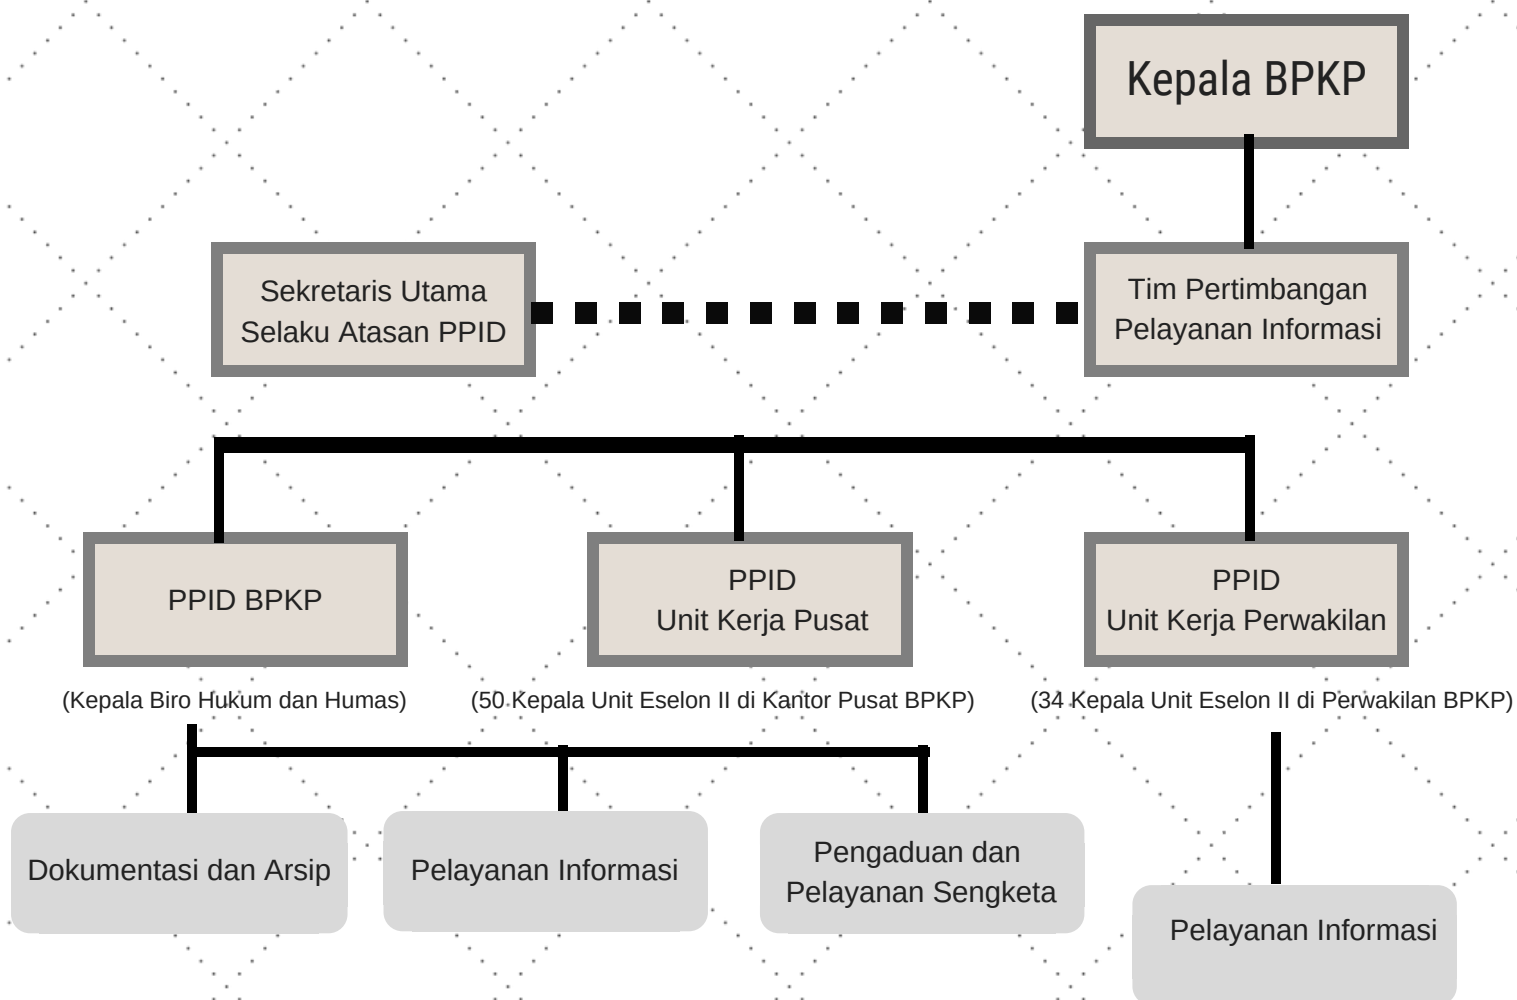 Kepala BPKP
Sekretaris Utama
Selaku Atasan PPID
Tim Pertimbangan
Pelayanan Informasi
PPID BPKP
PPID
Unit Kerja Pusat
PPID
Unit Kerja Perwakilan
(Kepala Biro Hukum dan Humas)
(50 Kepala Unit Eselon II di Kantor Pusat BPKP)
(34 Kepala Unit Eselon II di Perwakilan BPKP)
Dokumentasi dan Arsip
Pelayanan Informasi
Pengaduan dan
Pelayanan Sengketa
Pelayanan Informasi